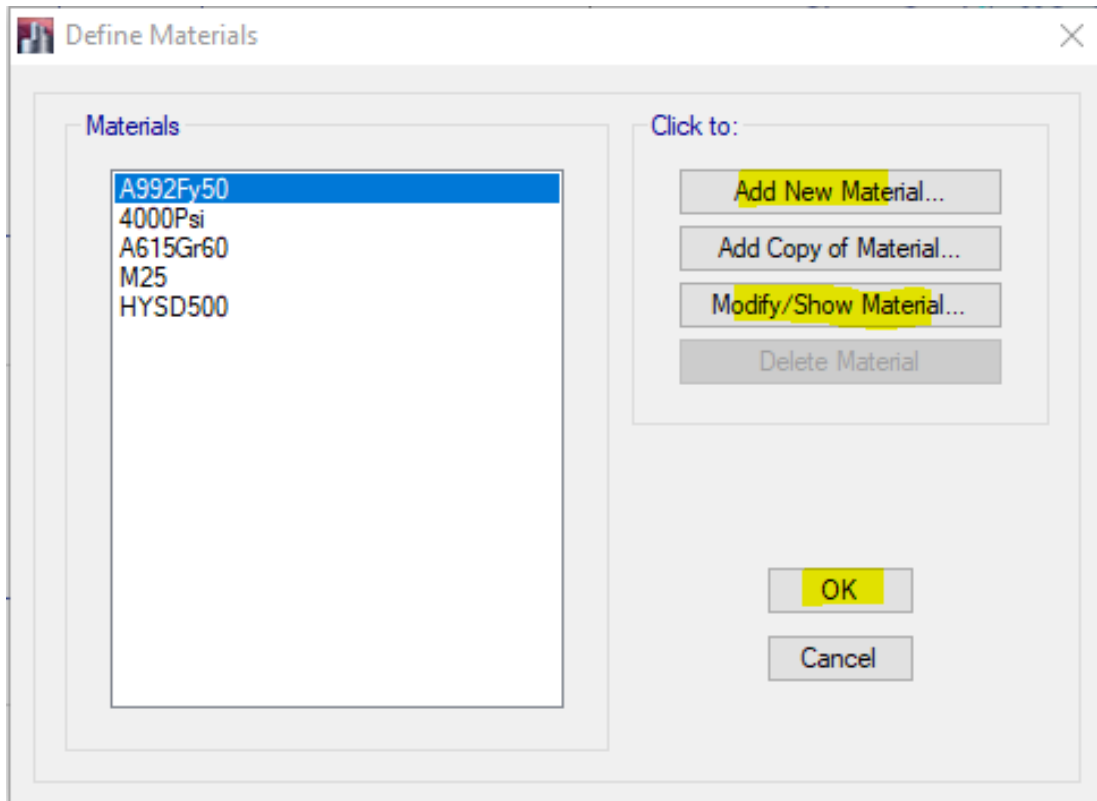 Define Materials
Materials
A992Fy50
4000Psi
A615Gr60
M25
HYSD500
Click to:
Add New Material...
Add Copy of Material...
Modify/Show Material...
Delete Material
OK
Cancel